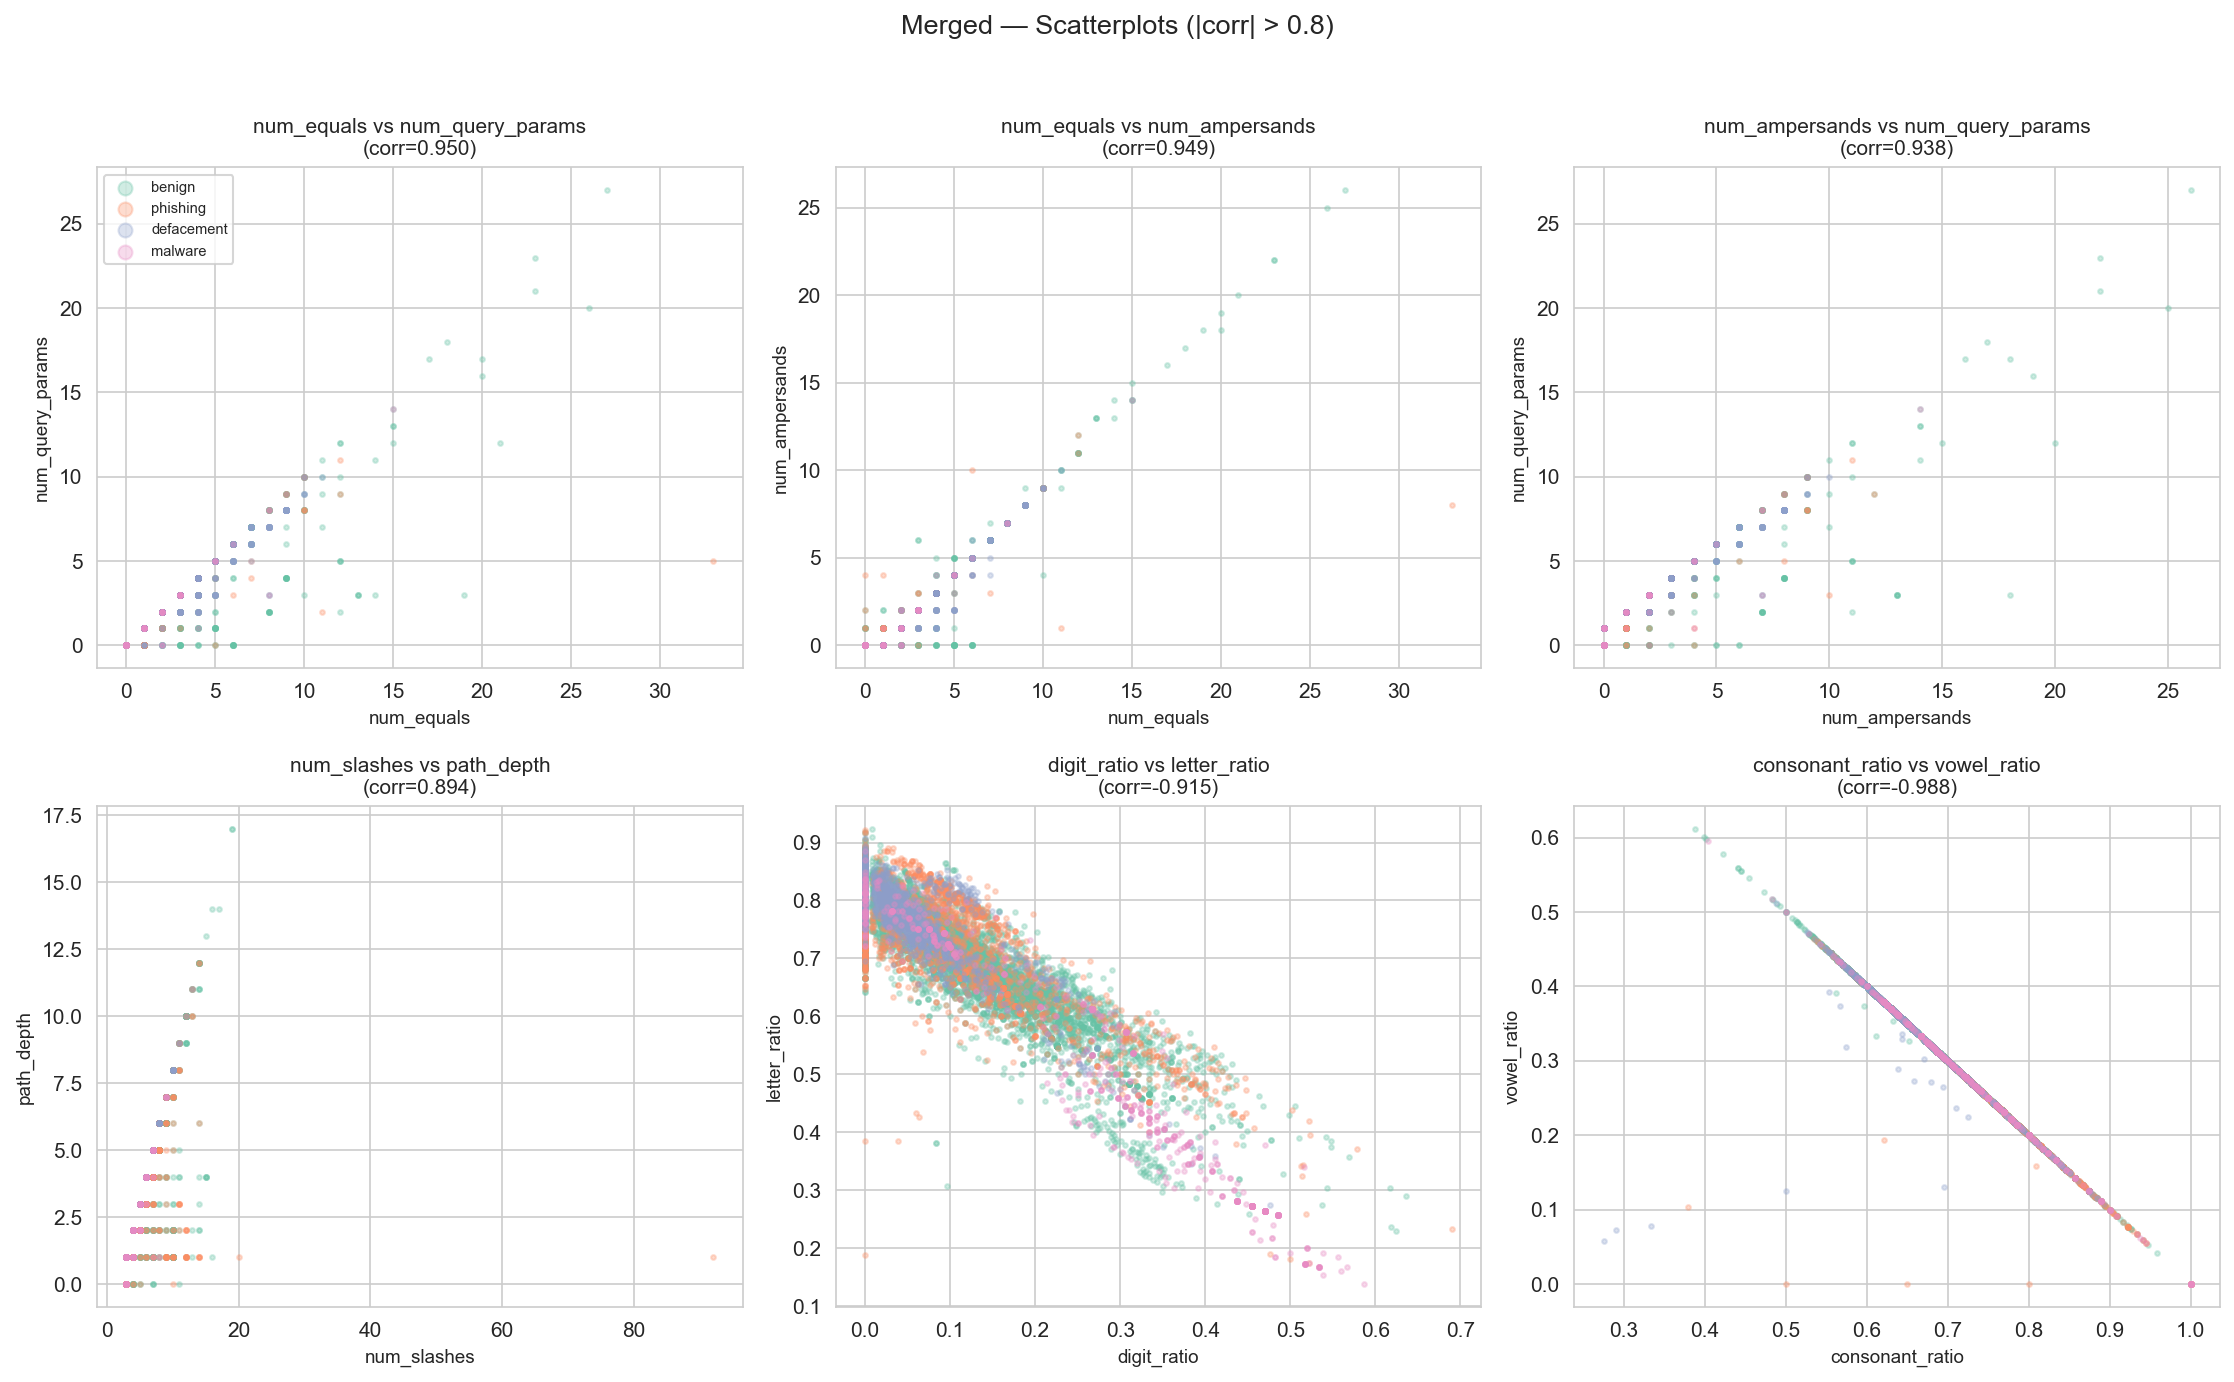 Merged — Scatterplots (|corr| > 0.8)
num_equals vs num_query_params
(corr=0.950)
benign
phishing
defacement
malware
25
20
15
10
5
0
num_query_params
0 5 10 15 20 25 30
num_equals
num_equals vs num_ampersands
(corr=0.949)
25
20
15
10
5
0
num_ampersands
0 5 10 15 20 25 30
num_equals
num_ampersands vs num_query_params
(corr=0.938)
25
20
15
10
5
0
num_query_params
0 5 10 15 20 25
num_ampersands
num_slashes vs path_depth
(corr=0.894)
17.5
15.0
12.5
10.0
7.5
5.0
2.5
0.0
path_depth
0 20 40 60 80
num_slashes
digit_ratio vs letter_ratio
(corr=-0.915)
0.9
0.8
0.7
0.6
0.5
0.4
0.3
0.2
0.1
letter_ratio
0.0 0.1 0.2 0.3 0.4 0.5 0.6 0.7
digit_ratio
consonant_ratio vs vowel_ratio
(corr=-0.988)
0.6
0.5
0.4
0.3
0.2
0.1
0.0
vowel_ratio
0.3 0.4 0.5 0.6 0.7 0.8 0.9 1.0
consonant_ratio